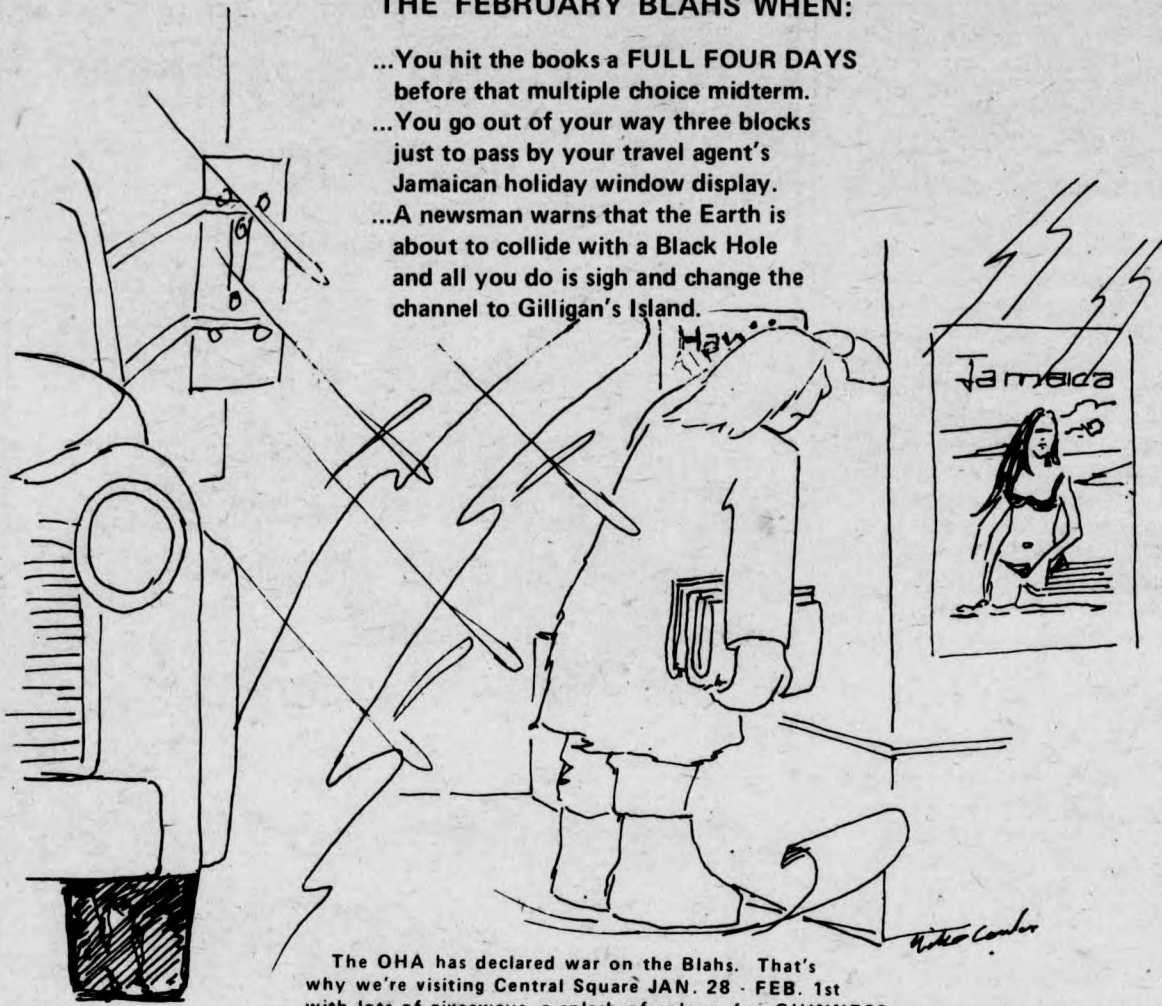 THE FEBRUARY BLAHS WHEN:
...You hit the books a FULL FOUR DAYS
before that multiple choice midterm.
...You go out of your way three blocks
just to pass by your travel agent's
Jamaican holiday window display.
...A newsman warns that the Earth is
about to collide with a Black Hole
and all you do is sigh and change the
channel to Gilligan's Island.
Jamaica
The OHA has declared war on the Blahs. That's
why we're visiting Central Square JAN. 28 - FEB. 1st